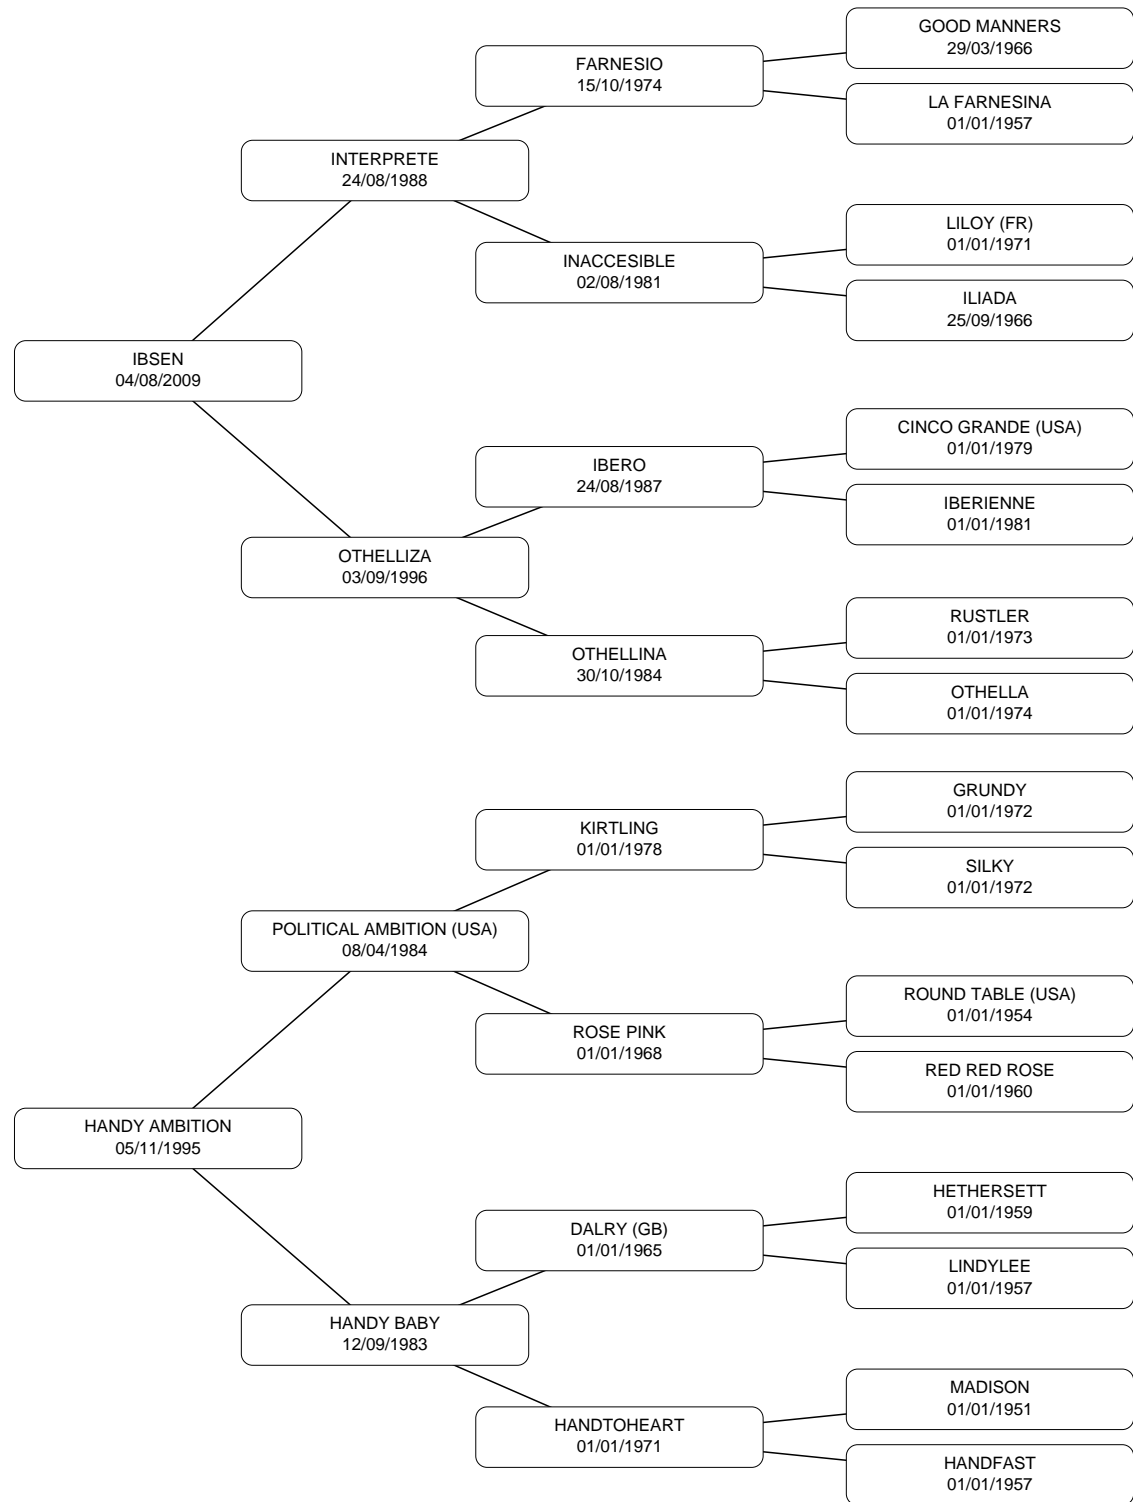 GOOD MANNERS
29/03/1966
FARNESIO
15/10/1974
LA FARNESINA
01/01/1957
INTERPRETE
24/08/1988
LILOY (FR)
01/01/1971
INACCESIBLE
02/08/1981
ILIADA
25/09/1966
IBSEN
04/08/2009
CINCO GRANDE (USA)
01/01/1979
IBERO
24/08/1987
IBERIENNE
01/01/1981
OTHELLIZA
03/09/1996
RUSTLER
01/01/1973
OTHELLINA
30/10/1984
OTHELLA
01/01/1974
GRUNDY
01/01/1972
KIRTLING
01/01/1978
SILKY
01/01/1972
POLITICAL AMBITION (USA)
08/04/1984
ROUND TABLE (USA)
01/01/1954
ROSE PINK
01/01/1968
RED RED ROSE
01/01/1960
HANDY AMBITION
05/11/1995
HETHERSETT
01/01/1959
DALRY (GB)
01/01/1965
LINDYLEE
01/01/1957
HANDY BABY
12/09/1983
MADISON
01/01/1951
HANDTOHEART
01/01/1971
HANDFAST
01/01/1957